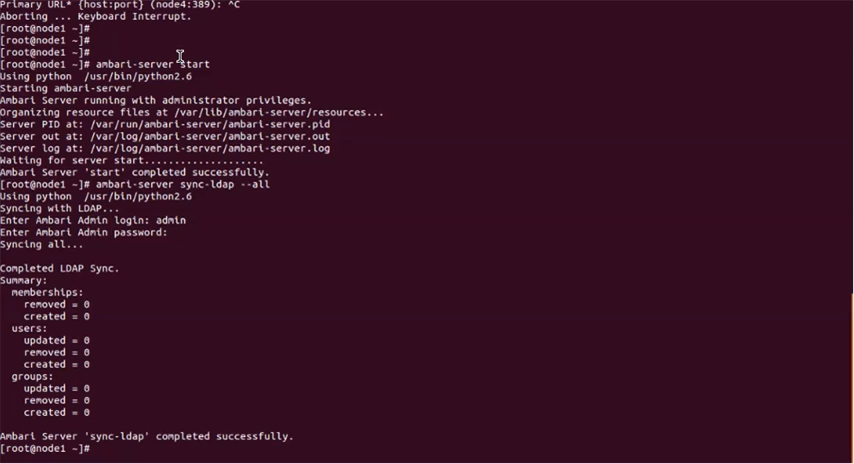 Primary URL* {host:port} (node4:389): ^C
Aborting ... Keyboard Interrupt.
[root@node1 ~]#
[root@node1 ~]#
[root@node1 ~]#
[root@node1 ~]# ambari-server start
Using python  /usr/bin/python2.6
Starting ambari-server
Ambari Server running with administrator privileges.
Organizing resource files at /var/lib/ambari-server/resources...
Server PID at: /var/run/ambari-server/ambari-server.pid
Server out at: /var/log/ambari-server/ambari-server.out
Server log at: /var/log/ambari-server/ambari-server.log
Waiting for server start....................
Ambari Server 'start' completed successfully.
[root@node1 ~]# ambari-server sync-ldap --all
Using python  /usr/bin/python2.6
Syncing with LDAP...
Enter Ambari Admin login: admin
Enter Ambari Admin password:
Syncing all...
Completed LDAP Sync.
Summary:
  memberships:
    removed = 0
    created = 0
  users:
    updated = 0
    removed = 0
    created = 0
  groups:
    updated = 0
    removed = 0
    created = 0
Ambari Server 'sync-ldap' completed successfully.
[root@node1 ~]#